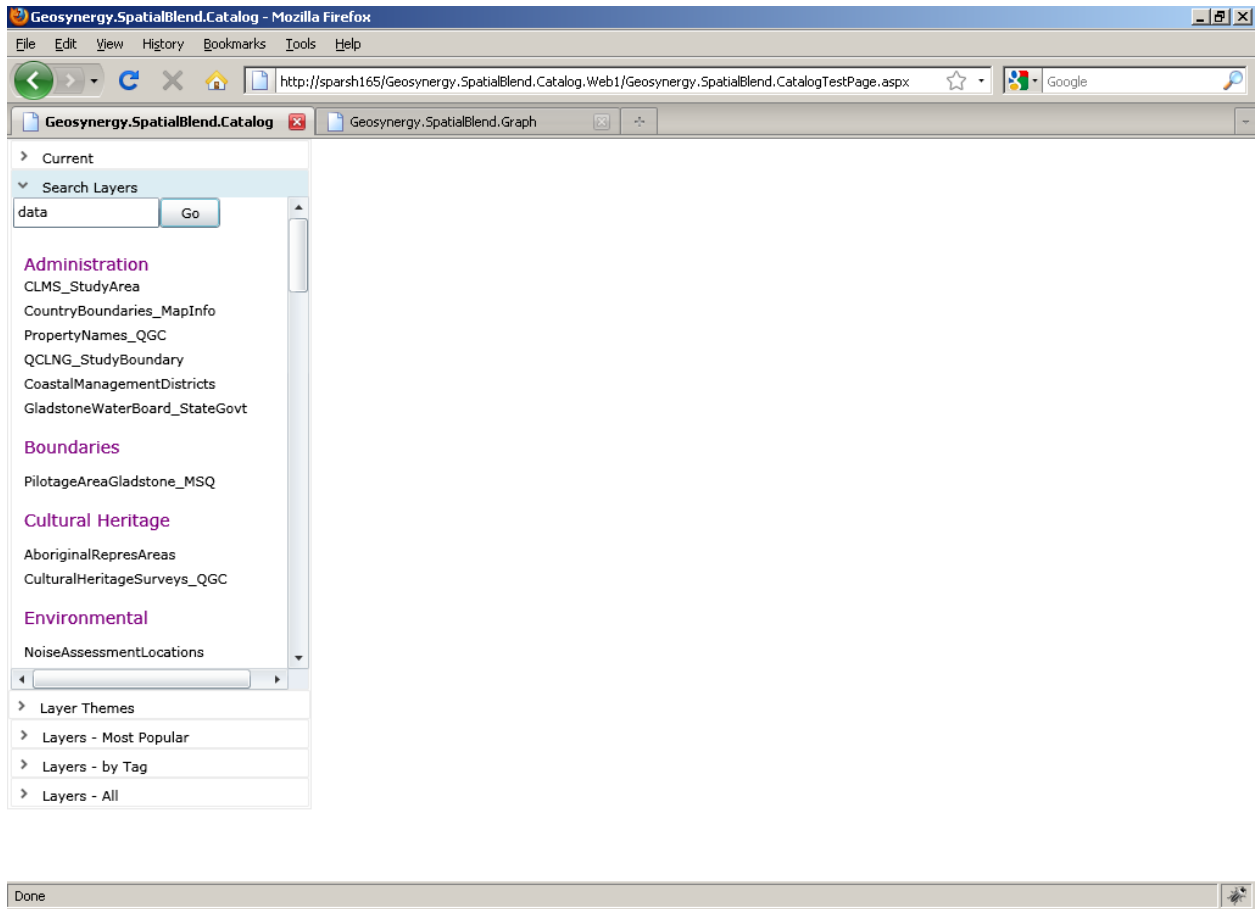 Geosynergy.SpatialBlend.Catalog - Mozilla Firefox
File Edit View History Bookmarks Tools Help
http://sparsh165/Geosynergy.SpatialBlend.Catalog.Web1/Geosynergy.SpatialBlend.CatalogTestPage.aspx Google
Geosynergy.SpatialBlend.Catalog Geosynergy.SpatialBlend.Graph
Current
Search Layers
data Go
Administration
CLMS_StudyArea
CountryBoundaries_MapInfo
PropertyNames_QGC
QCLNG_StudyBoundary
CoastalManagementDistricts
GladstoneWaterBoard_StateGovt
Boundaries
PilotageAreaGladstone_MSQ
Cultural Heritage
AboriginalRepresAreas
CulturalHeritageSurveys_QGC
Environmental
NoiseAssessmentLocations
Layer Themes
Layers - Most Popular
Layers - by Tag
Layers - All
Done